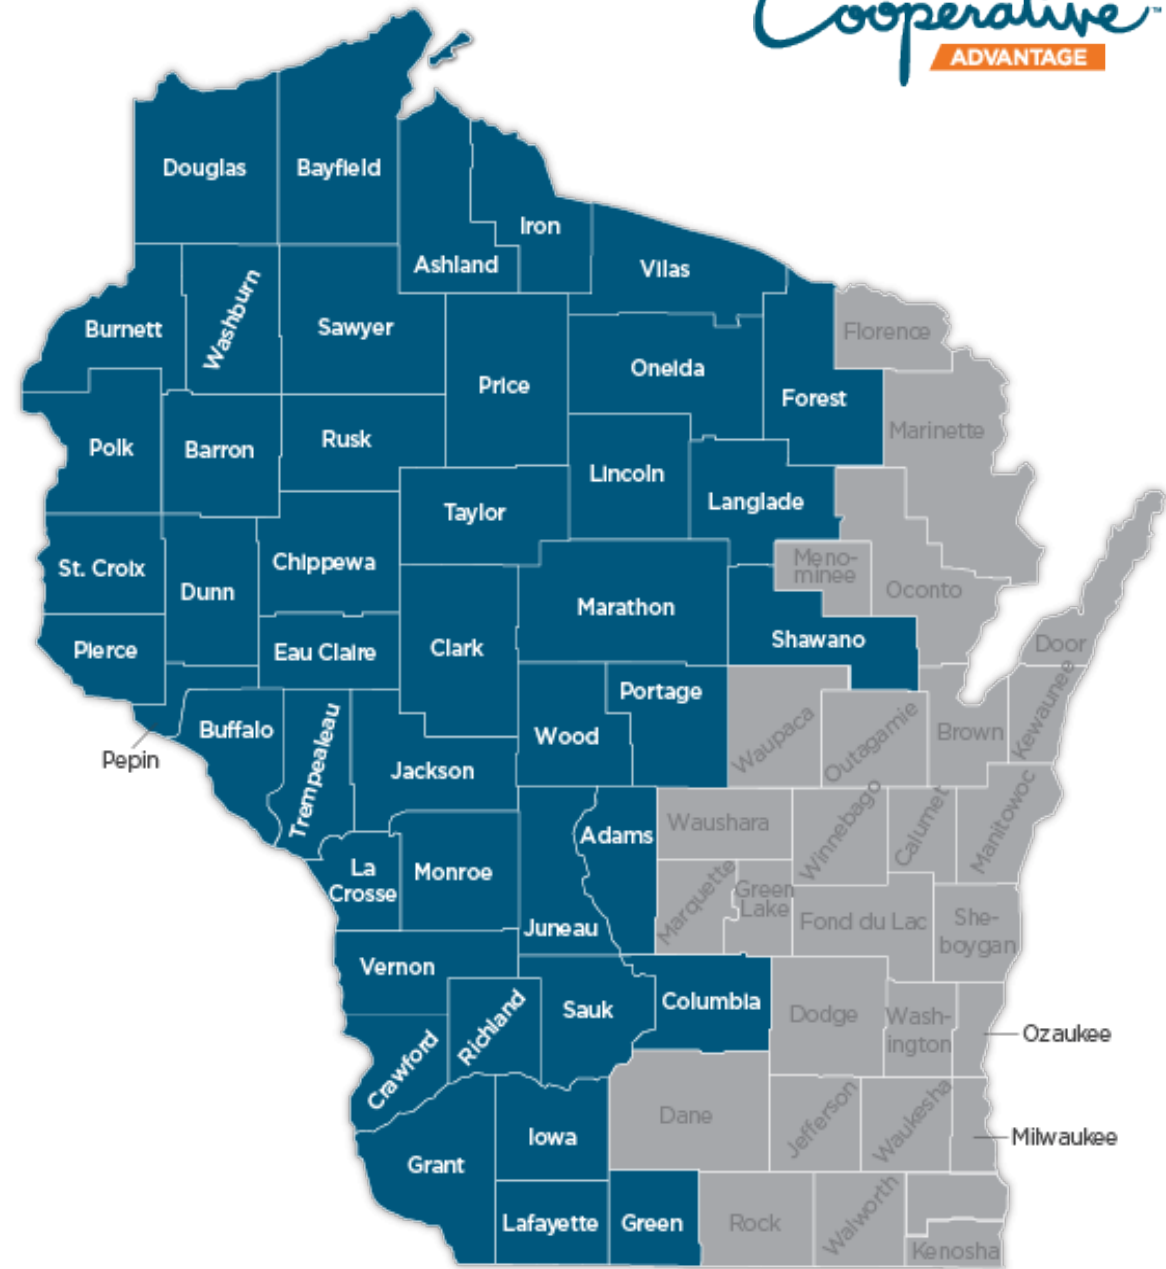 Cooperative
ADVANTAGE
Douglas
Bayfield
Iron
Ashland
Vilas
Washburn
Burnett
Sawyer
Florence
Oneida
Price
Forest
Marinette
Polk
Barron
Rusk
Lincoln
Langlade
Taylor
St. Croix
Chippewa
Dunn
Meno-
minee
Oconto
Marathon
Shawano
Door
Pierce
Eau Claire
Clark
Portage
Buffalo
Wood
Waupaca
Outagamie
Brown
Kewaunee
Pepin
Trempealeau
Jackson
Adams
Waushara
Winnebago
Calumet
Manitowoc
La
Crosse
Monroe
Juneau
Marquette
Green
Lake
Fond du Lac
She-
boygan
Vernon
Richland
Sauk
Columbia
Dodge
Wash-
ington
Ozaukee
Crawford
Dane
Jefferson
Waukesha
Milwaukee
Iowa
Grant
Lafayette
Green
Rock
Walworth
Kenosha